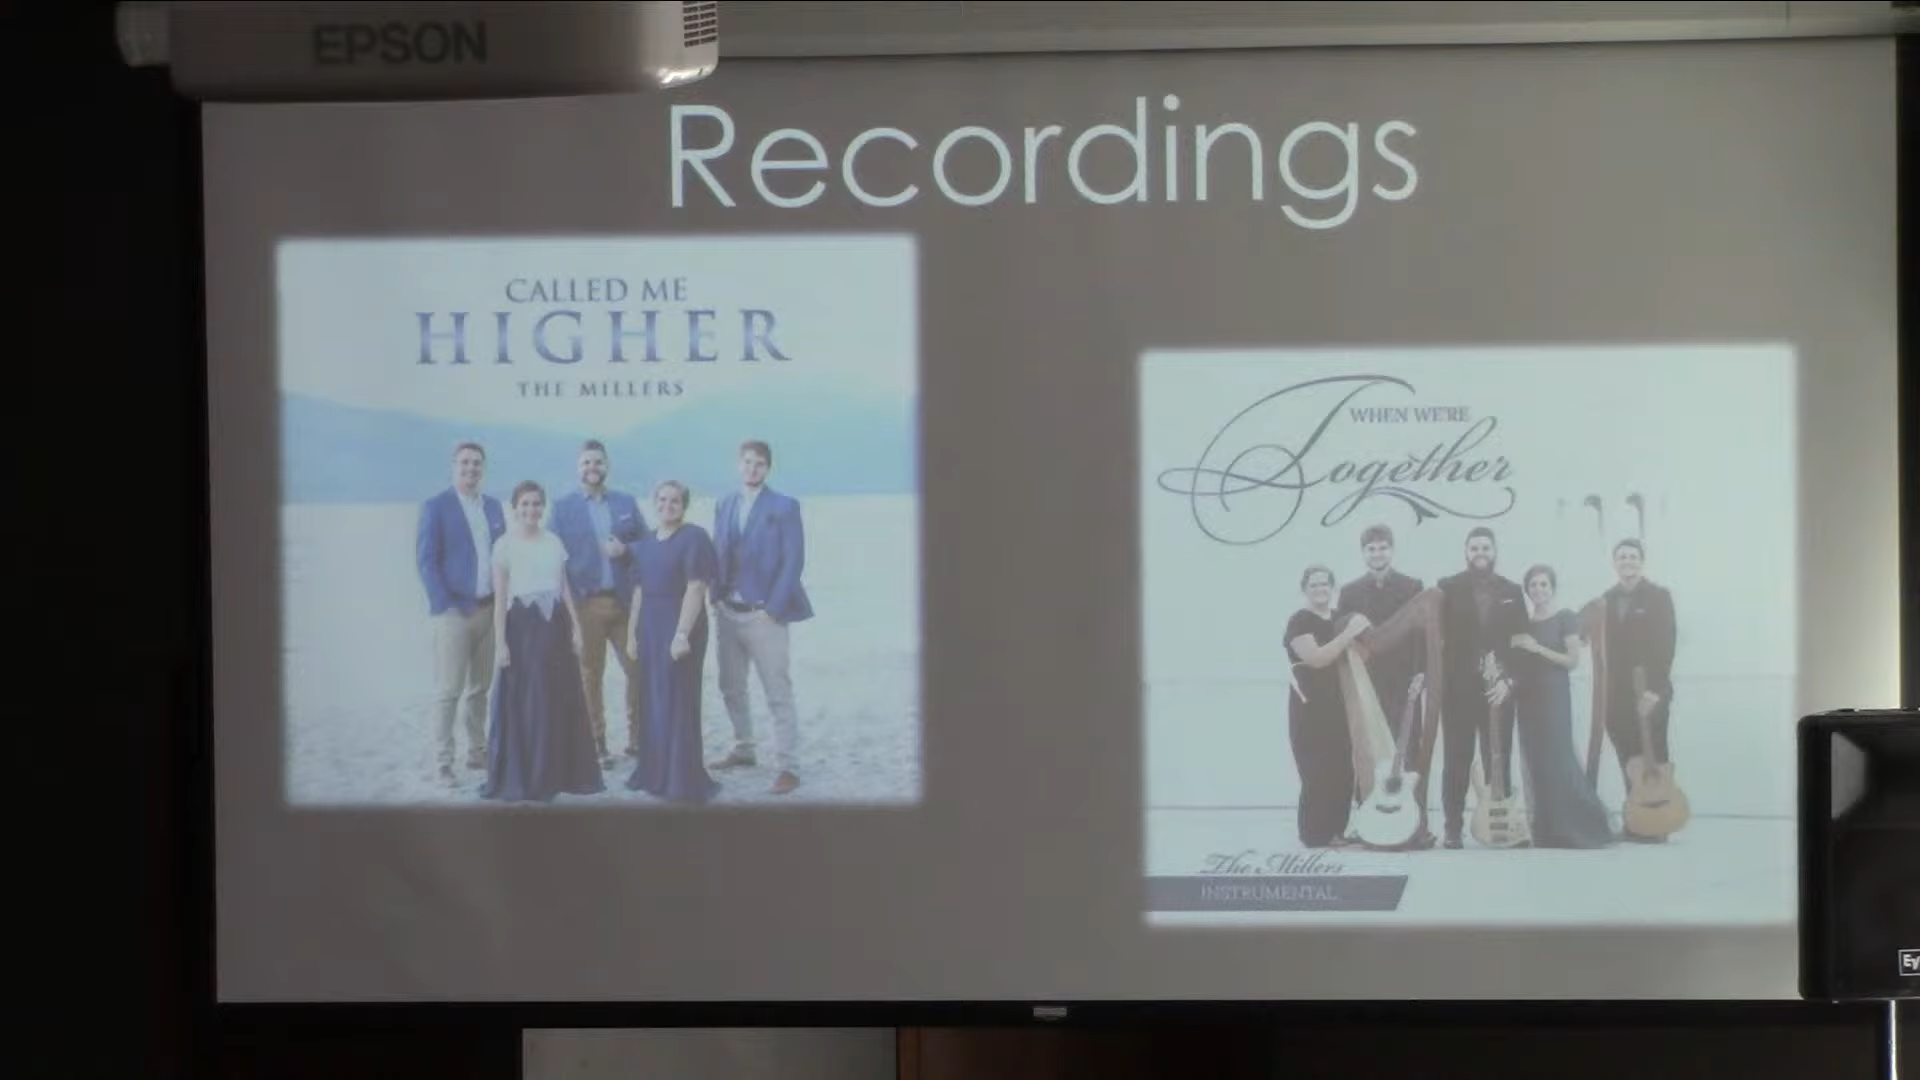 EPSON
Recordings
CALLED ME
HIGHER
THE MILLERS
WHEN WE'RE
Together
The Millers
INSTRUMENTAL